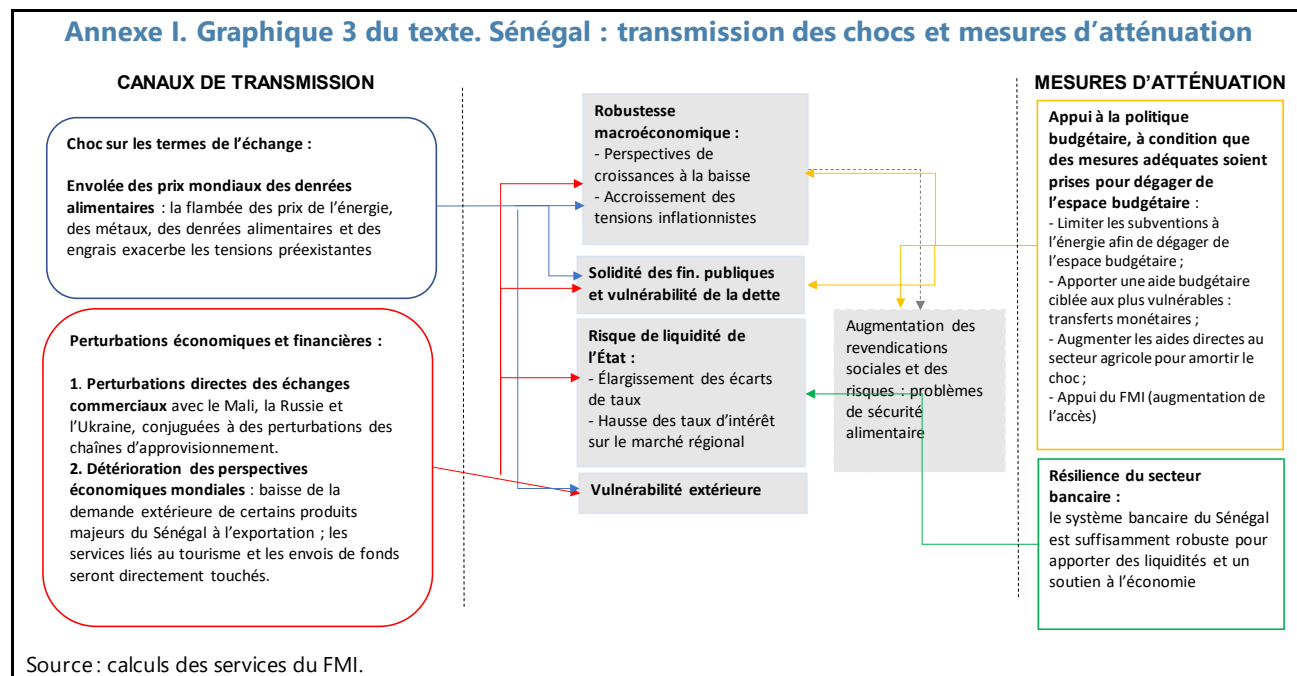 Annexe I. Graphique 3 du texte. Sénégal : transmission des chocs et mesures d’atténuation
CANAUX DE TRANSMISSION
Choc sur les termes de l’échange :
Envolée des prix mondiaux des denrées
alimentaires : la flambée des prix de l’énergie,
des métaux, des denrées alimentaires et des
engrais exacerbe les tensions préexistantes
Perturbations économiques et financières :
1. Perturbations directes des échanges
commerciaux avec le Mali, la Russie et
l’Ukraine, conjuguées à des perturbations des
chaînes d’approvisionnement.
2. Détérioration des perspectives
économiques mondiales : baisse de la
demande extérieure de certains produits
majeurs du Sénégal à l’exportation ; les
services liés au tourisme et les envois de fonds
seront directement touchés.
Robustesse
macroéconomique :
- Perspectives de
croissances à la baisse
- Accroissement des
tensions inflationnistes
Solidité des fin. publiques
et vulnérabilité de la dette
Risque de liquidité de
l’État :
- Élargissement des écarts
de taux
- Hausse des taux d’intérêt
sur le marché régional
Vulnérabilité extérieure
Augmentation des
revendications
sociales et des
risques : problèmes
de sécurité
alimentaire
MESURES D’ATTÉNUATION
Appui à la politique
budgétaire, à condition que
des mesures adéquates soient
prises pour dégager de
l’espace budgétaire :
- Limiter les subventions à
l’énergie afin de dégager de
l’espace budgétaire ;
- Apporter une aide budgétaire
ciblée aux plus vulnérables :
transferts monétaires ;
- Augmenter les aides directes au
secteur agricole pour amortir le
choc ;
- Appui du FMI (augmentation de
l’accès)
Résilience du secteur
bancaire :
le système bancaire du Sénégal
est suffisamment robuste pour
apporter des liquidités et un
soutien à l’économie
Source : calculs des services du FMI.